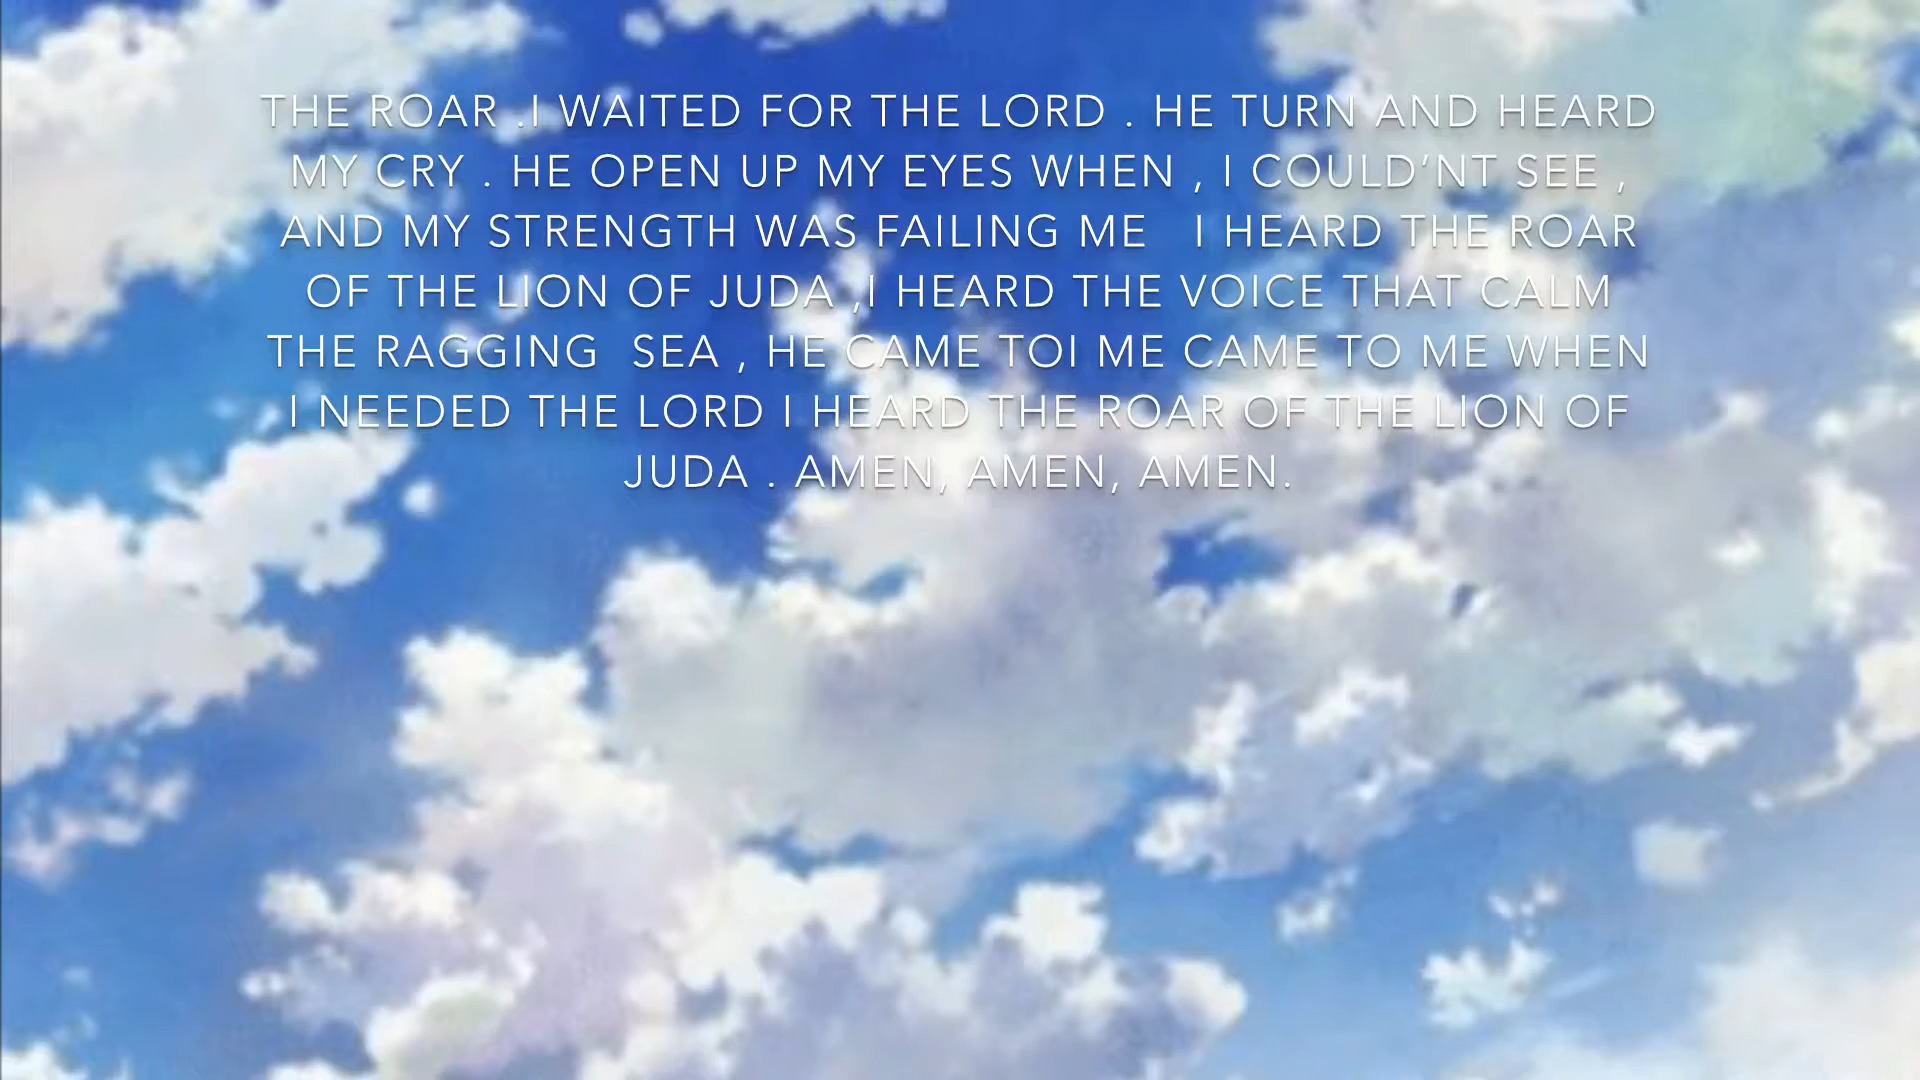 THE ROAR .I WAITED FOR THE LORD . HE TURN AND HEARD
MY CRY . HE OPEN UP MY EYES WHEN , I COULD’NT SEE ,
AND MY STRENGTH WAS FAILING ME I HEARD THE ROAR
OF THE LION OF JUDA ,I HEARD THE VOICE THAT CALM
THE RAGGING SEA , HE CAME TOI ME CAME TO ME WHEN
I NEEDED THE LORD I HEARD THE ROAR OF THE LION OF
JUDA . AMEN, AMEN, AMEN.